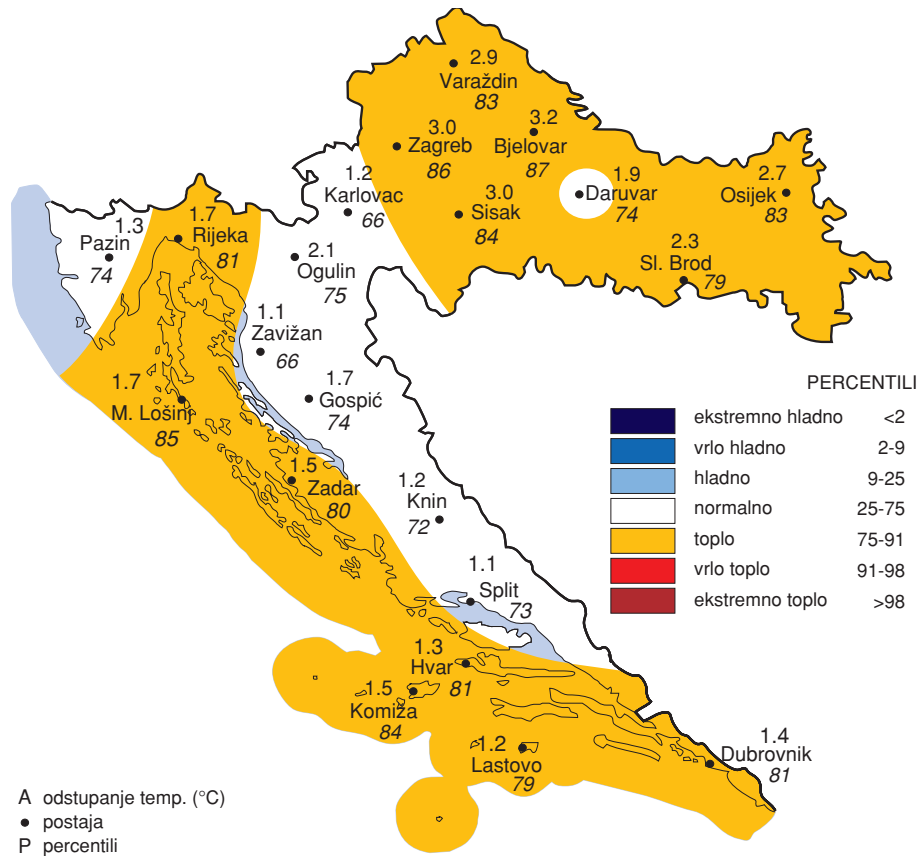 2.9
Varaždin
83
3.2
Bjelovar
87
3.0
Zagreb
86
1.2
Karlovac
66
1.9
Daruvar
74
2.7
Osijek
83
3.0
Sisak
84
2.3
Sl. Brod
79
1.3
Pazin
74
1.7
Rijeka
81
2.1
Ogulin
75
1.1
Zavižan
66
1.7
Gospić
74
1.7
M. Lošinj
85
1.5
Zadar
80
1.2
Knin
72
1.1
Split
73
1.3
Hvar
81
1.5
Komiža
84
1.2
Lastovo
79
1.4
Dubrovnik
81
PERCENTILI
ekstremno hladno <2
vrlo hladno 2-9
hladno 9-25
normalno 25-75
toplo 75-91
vrlo toplo 91-98
ekstremno toplo >98
A odstupanje temp. (°C)
● postaja
P percentili